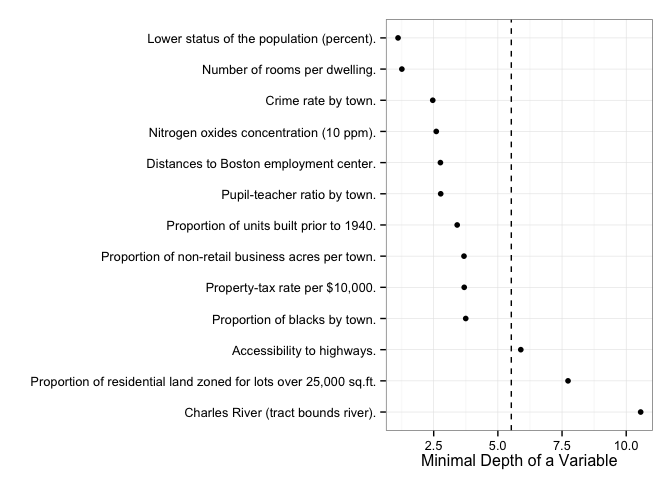 Lower status of the population (percent).
Number of rooms per dwelling.
Crime rate by town.
Nitrogen oxides concentration (10 ppm).
Distances to Boston employment center.
Pupil-teacher ratio by town.
Proportion of units built prior to 1940.
Proportion of non-retail business acres per town.
Property-tax rate per $10,000.
Proportion of blacks by town.
Accessibility to highways.
Proportion of residential land zoned for lots over 25,000 sq.ft.
Charles River (tract bounds river).
2.5 5.0 7.5 10.0
Minimal Depth of a Variable